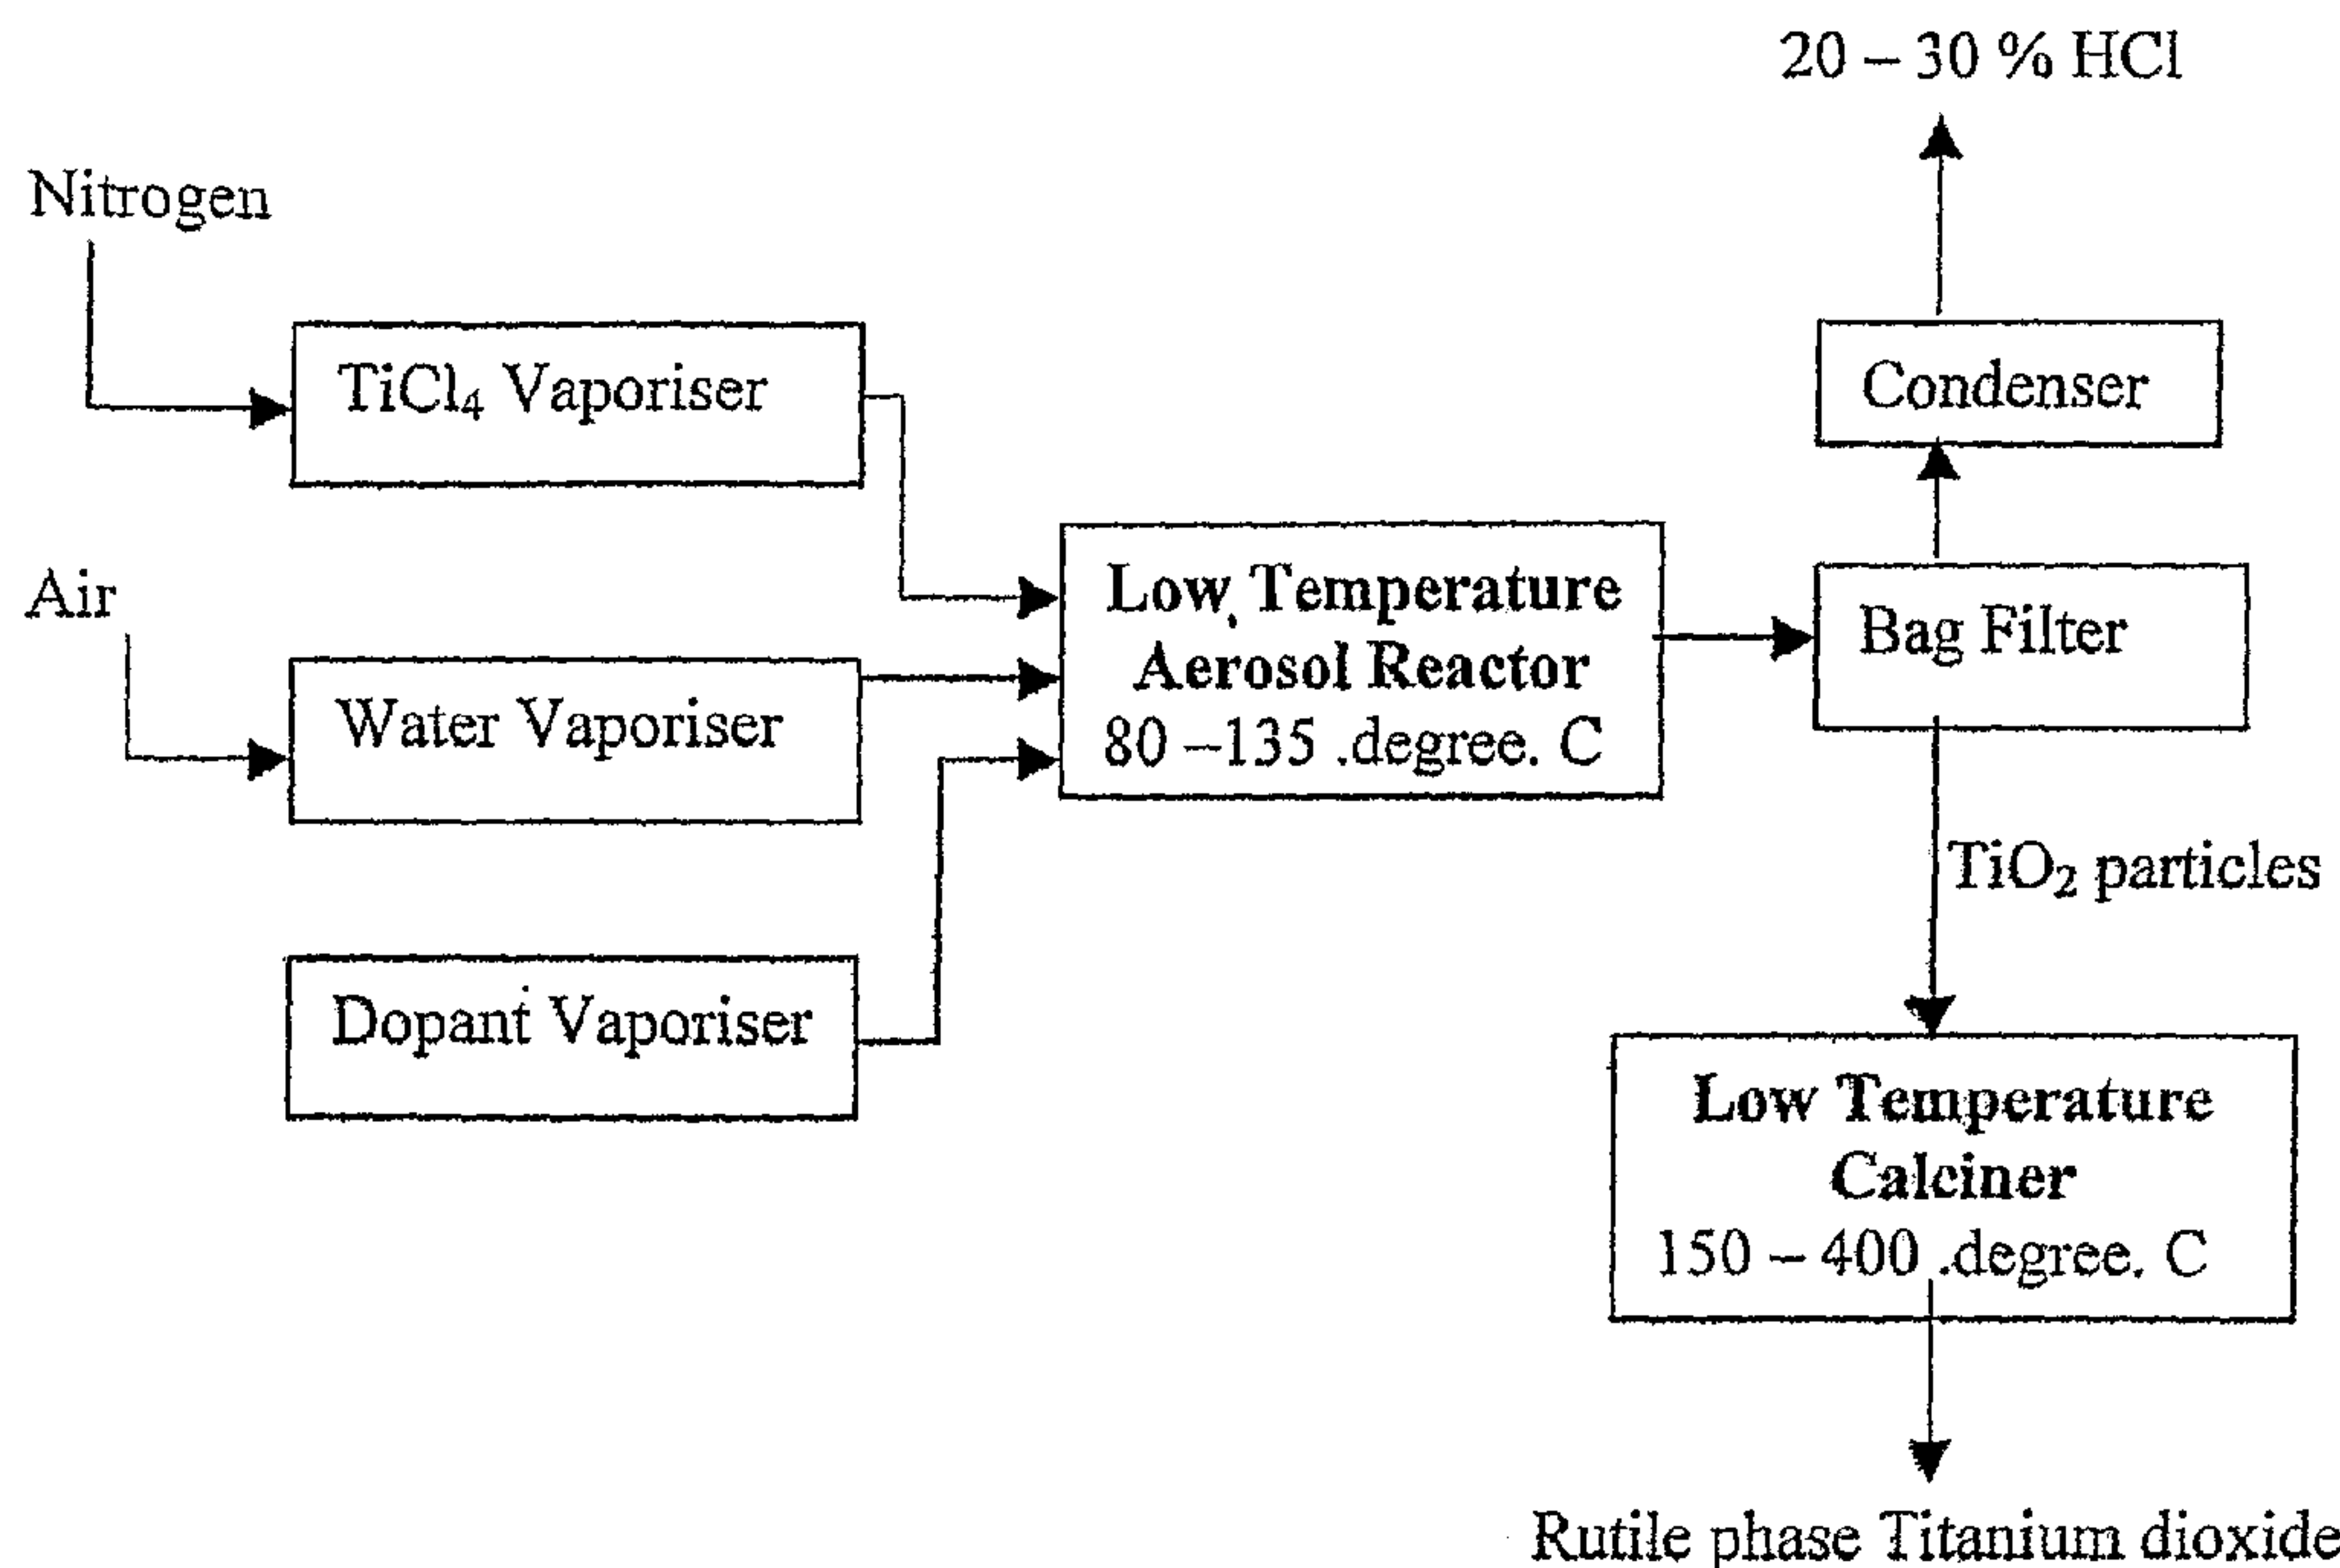 20 – 30 % HCl
Nitrogen
TiCl₄ Vaporiser
Condenser
Air
Low Temperature
Aerosol Reactor
80 –135 .degree. C
Bag Filter
Water Vaporiser
TiO₂ particles
Dopant Vaporiser
Low Temperature
Calciner
150 – 400 .degree. C
Rutile phase Titanium dioxide